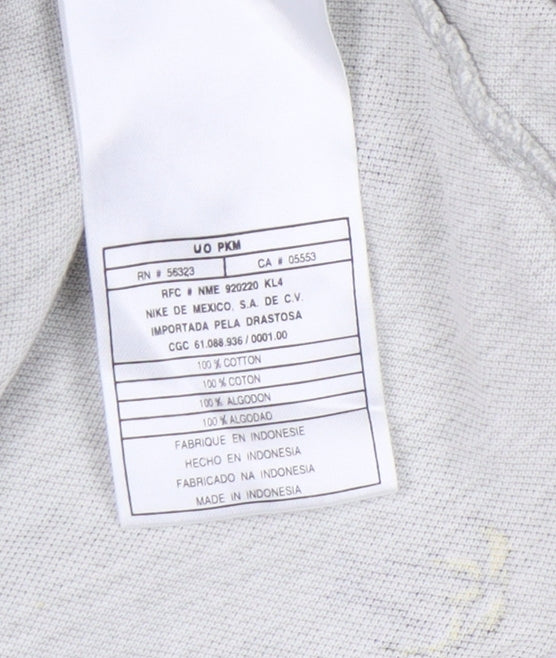 UO PKM
RN # 56323 CA # 05553
RFC # NME 920220 KL4
NIKE DE MEXICO, S.A. DE C.V.
IMPORTADA PELA DRASTOSA
CGC 61.088.936 / 0001.00
100 % COTTON
100 % COTON
100 % ALGODON
100 % ALGODAO
FABRIQUE EN INDONESIE
HECHO EN INDONESIA
FABRICADO NA INDONESIA
MADE IN INDONESIA